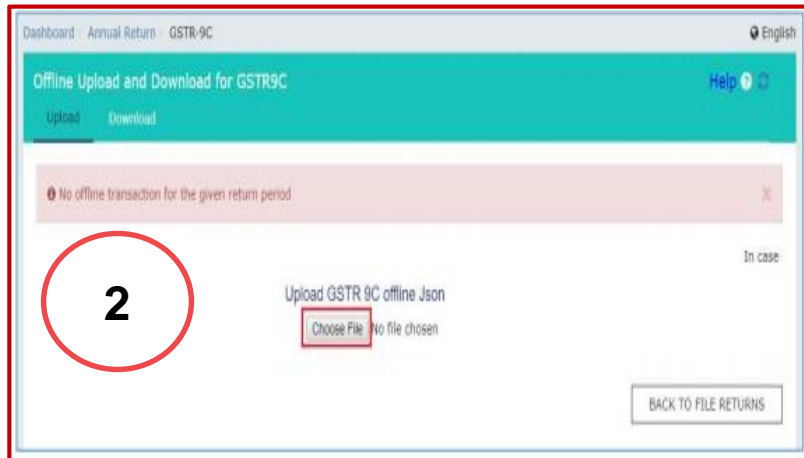 Dashboard Annual Return GSTR-9C English
Offline Upload and Download for GSTR9C Help ?
Upload Download
No offline transaction for the given return period X
In case
2
Upload GSTR 9C offline Json
Choose File No file chosen
BACK TO FILE RETURNS